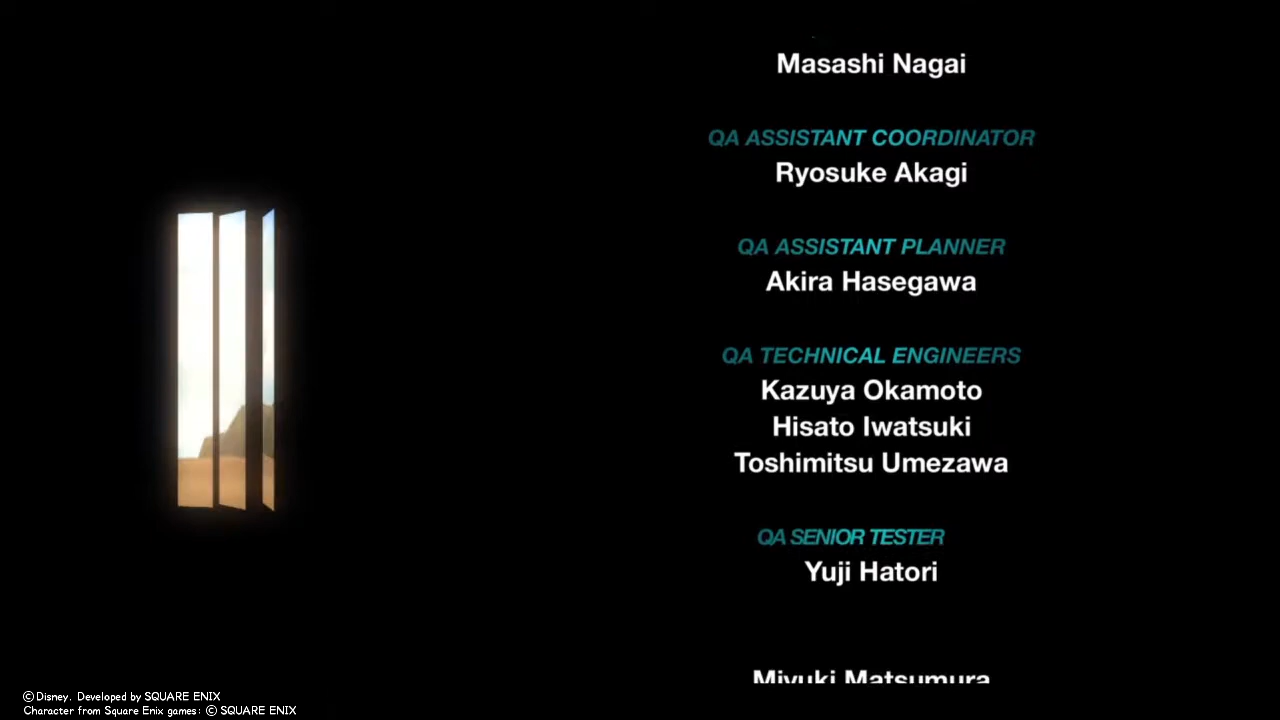 Masashi Nagai
QA ASSISTANT COORDINATOR
Ryosuke Akagi
QA ASSISTANT PLANNER
Akira Hasegawa
QA TECHNICAL ENGINEERS
Kazuya Okamoto
Hisato Iwatsuki
Toshimitsu Umezawa
QA SENIOR TESTER
Yuji Hatori
Miyuki Matsumura
© Disney. Developed by SQUARE ENIX
Character from Square Enix games: © SQUARE ENIX